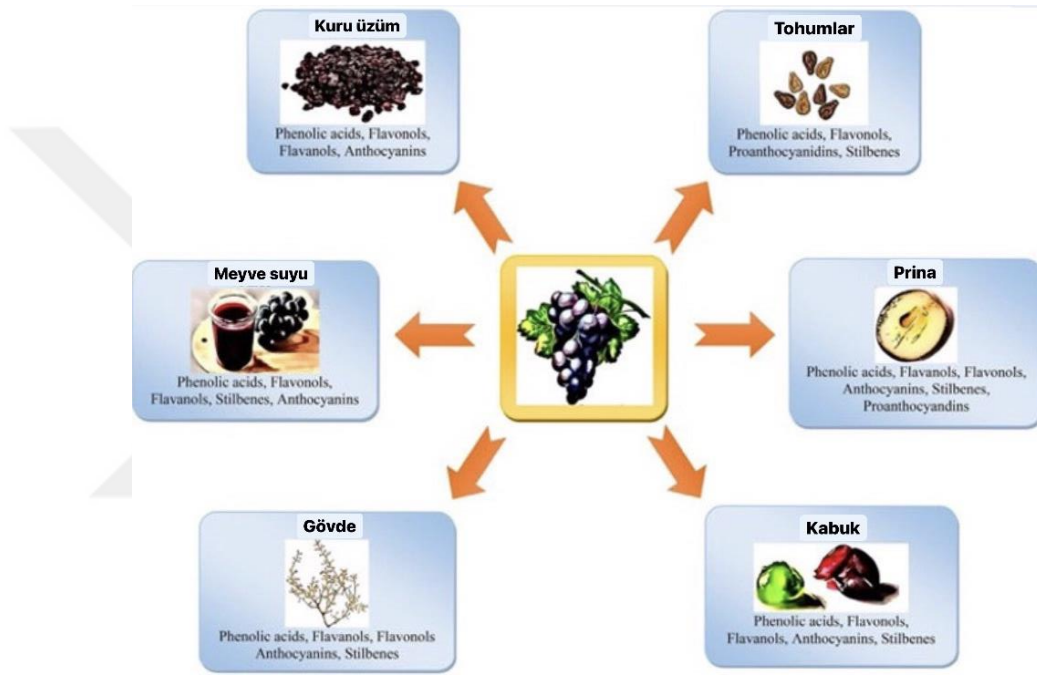 Kuru üzüm
Phenolic acids, Flavonols,
Flavanols, Anthocyanins
Tohumlar
Phenolic acids, Flavonols,
Proanthocyanidins, Stilbenes
Meyve suyu
Phenolic acids, Flavonols,
Flavanols, Stilbenes, Anthocyanins
Prina
Phenolic acids, Flavanols, Flavonols,
Anthocyanins, Stilbenes,
Proanthocyandins
Gövde
Phenolic acids, Flavanols, Flavonols
Anthocyanins, Stilbenes
Kabuk
Phenolic acids, Flavonols,
Flavanols, Anthocyanins, Stilbenes